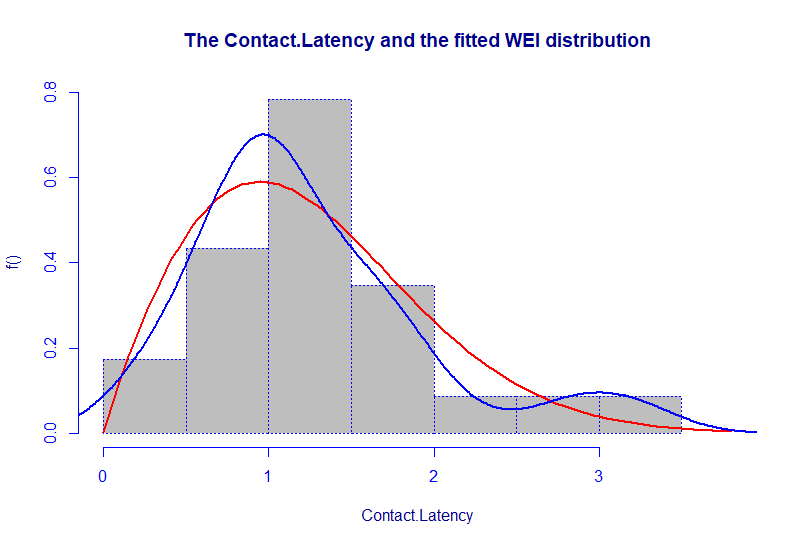 The Contact.Latency and the fitted WEI distribution
0.8
0.6
0.4
0.2
0.0
f()
0 1 2 3
Contact.Latency